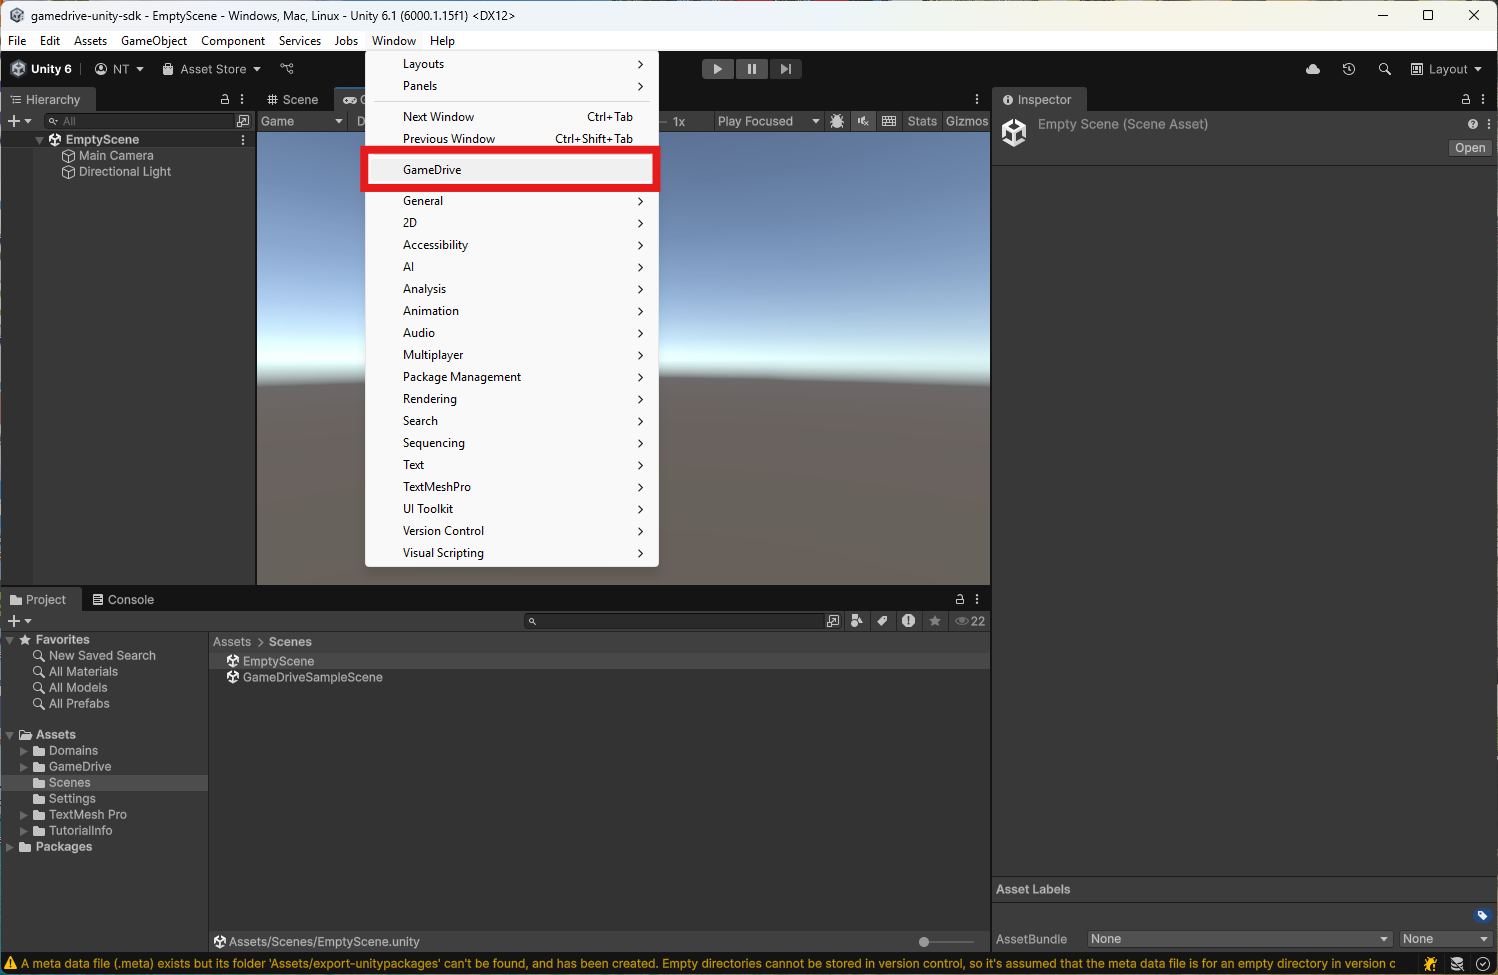 gamedrive-unity-sdk - EmptyScene - Windows, Mac, Linux - Unity 6.1 (6000.1.15f1) <DX12>
File Edit Assets GameObject Component Services Jobs Window Help
Unity 6 NT Asset Store Layout
Hierarchy
All
EmptyScene
Main Camera
Directional Light
Scene
Game
1x Play Focused Stats Gizmos
Layouts
Panels
Next Window Ctrl+Tab
Previous Window Ctrl+Shift+Tab
GameDrive
General
2D
Accessibility
AI
Analysis
Animation
Audio
Multiplayer
Package Management
Rendering
Search
Sequencing
Text
TextMeshPro
UI Toolkit
Version Control
Visual Scripting
Inspector
Empty Scene (Scene Asset)
Open
Project Console
22
Favorites
New Saved Search
All Materials
All Models
All Prefabs
Assets
Domains
GameDrive
Scenes
Settings
TextMesh Pro
TutorialInfo
Packages
Assets > Scenes
EmptyScene
GameDriveSampleScene
Assets/Scenes/EmptyScene.unity
Asset Labels
AssetBundle None None
A meta data file (.meta) exists but its folder 'Assets/export-unitypackages' can't be found, and has been created. Empty directories cannot be stored in version control, so it's assumed that the meta data file is for an empty directory in version c